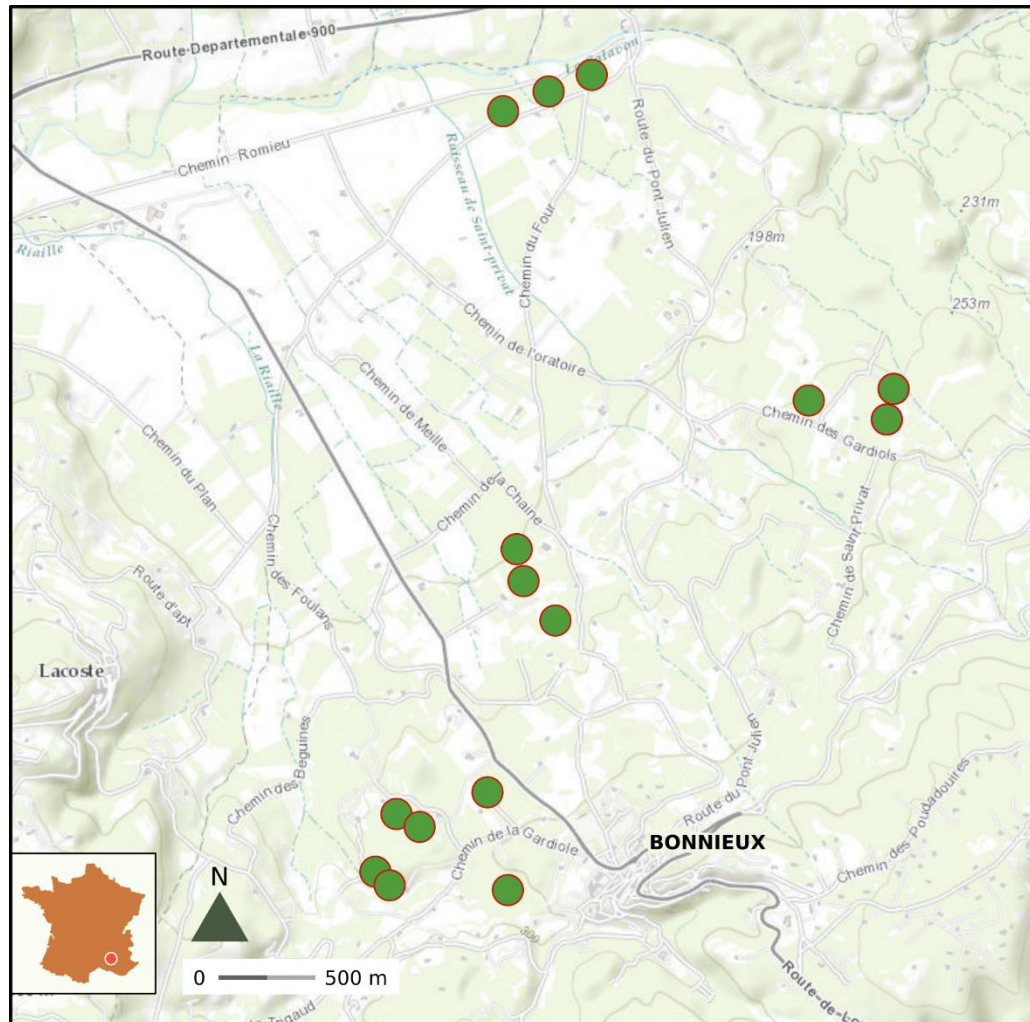 Route-Departementale 900
Chemin Romieu
Ruisseau de Saint-privat
Route du Pont-Julien
Chemin du Four
Riaille
231m
198m
253m
La Riaille
Chemin de l'oratoire
Chemin de Meille
Chemin des Gardiols
Chemin du Plan
Chemin de la Chaine
Chemin de Saint Privat
Chemin des Foulans
Route d'apt
Lacoste
Chemin des Beguines
Route du Pont Julien
Chemin des Poudadouires
Chemin de la Gardiole
BONNIEUX
N
300
0 500 m